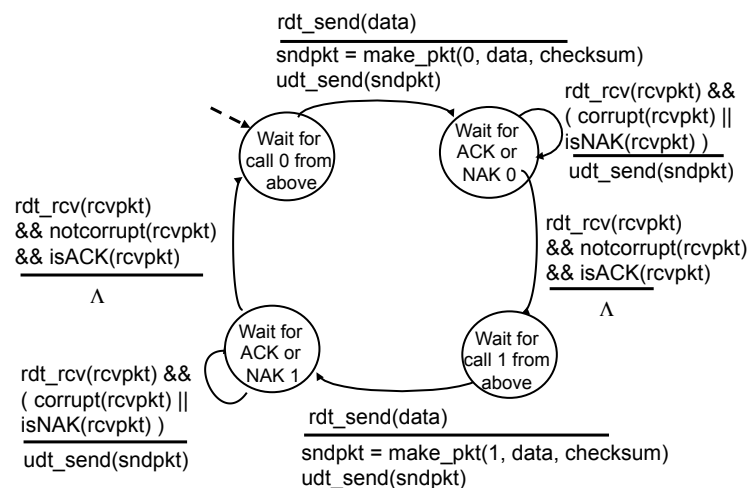 rdt_send(data)
sndpkt = make_pkt(0, data, checksum)
udt_send(sndpkt)
rdt_rcv(rcvpkt) &&
( corrupt(rcvpkt) ||
isNAK(rcvpkt) )
udt_send(sndpkt)
Wait for
call 0 from
above
Wait for
ACK or
NAK 0
rdt_rcv(rcvpkt)
&& notcorrupt(rcvpkt)
&& isACK(rcvpkt)
Λ
rdt_rcv(rcvpkt)
&& notcorrupt(rcvpkt)
&& isACK(rcvpkt)
Λ
Wait for
ACK or
NAK 1
Wait for
call 1 from
above
rdt_rcv(rcvpkt) &&
( corrupt(rcvpkt) ||
isNAK(rcvpkt) )
udt_send(sndpkt)
rdt_send(data)
sndpkt = make_pkt(1, data, checksum)
udt_send(sndpkt)